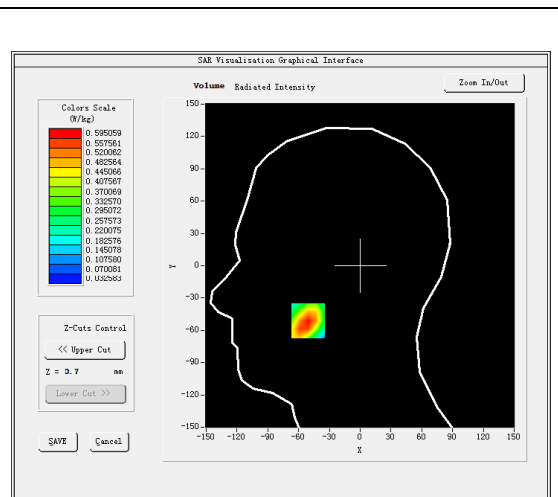 SAR Visualisation Graphical Interface
Volume Radiated Intensity
Zoom In/Out
Colors Scale
(W/kg)
0.595059
0.557561
0.520062
0.482564
0.445066
0.407567
0.370069
0.332570
0.295072
0.257573
0.220075
0.182576
0.145078
0.107580
0.070081
0.032583
Z-Cuts Control
<< Upper Cut
Z = 0.7 mm
Lower Cut >>
SAVE Cancel
150
120
90
60
30
0
-30
-60
-90
-120
-150
Y
-150 -120 -90 -60 -30 0 30 60 90 120 150
X